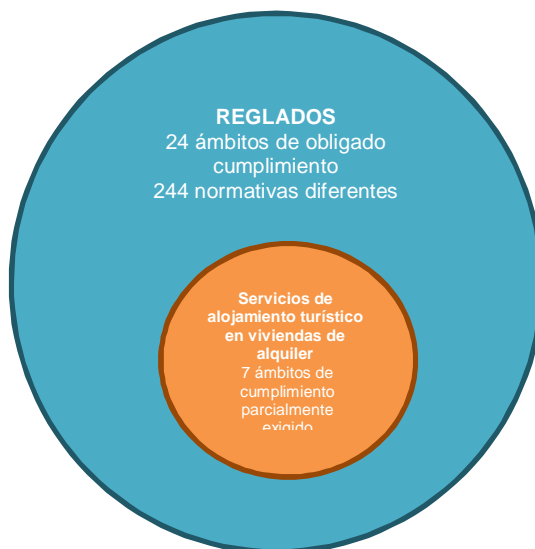 REGLADOS
24 ámbitos de obligado
cumplimiento
244 normativas diferentes
Servicios de
alojamiento turístico
en viviendas de
alquiler
7 ámbitos de
cumplimiento
parcialmente
exigido